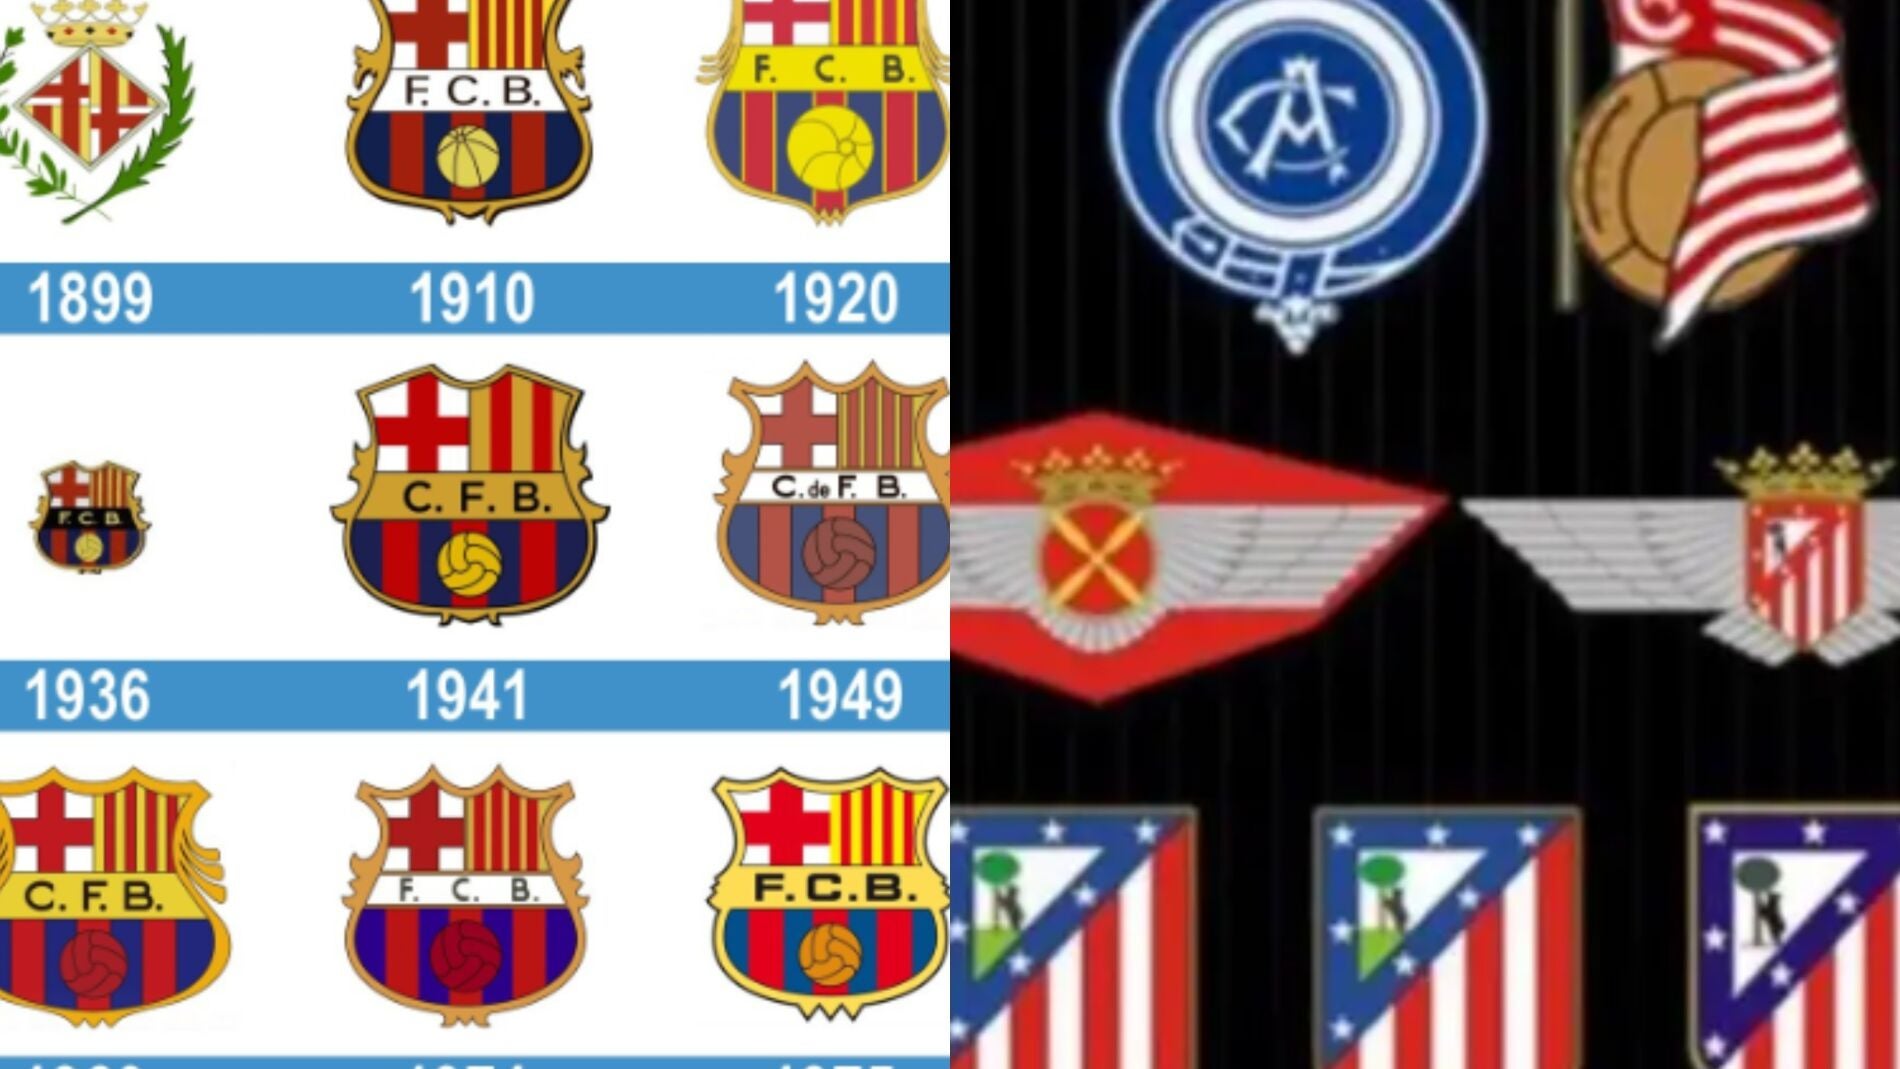 F. C. B.
F. C. B.
1899 1910 1920
F. C. B.
C. F. B.
C. de F. B.
1936 1941 1949
C. F. B.
F. C. B.
F.C.B.